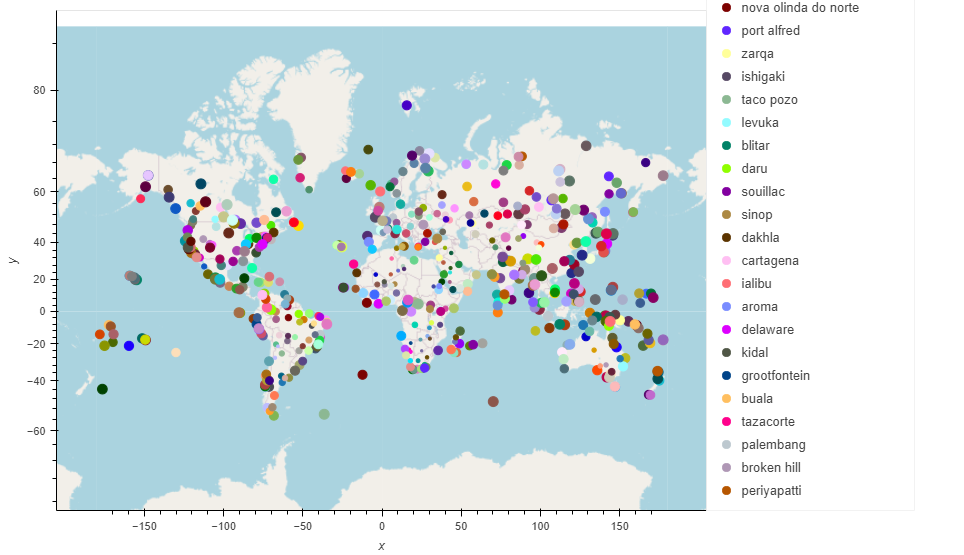 nova olinda do norte
port alfred
zarqa
ishigaki
taco pozo
levuka
blitar
daru
souillac
sinop
dakhla
cartagena
ialibu
aroma
delaware
kidal
grootfontein
buala
tazacorte
palembang
broken hill
periyapatti
y
80
60
40
20
0
−20
−40
−60
−150
−100
−50
0
50
100
150
x